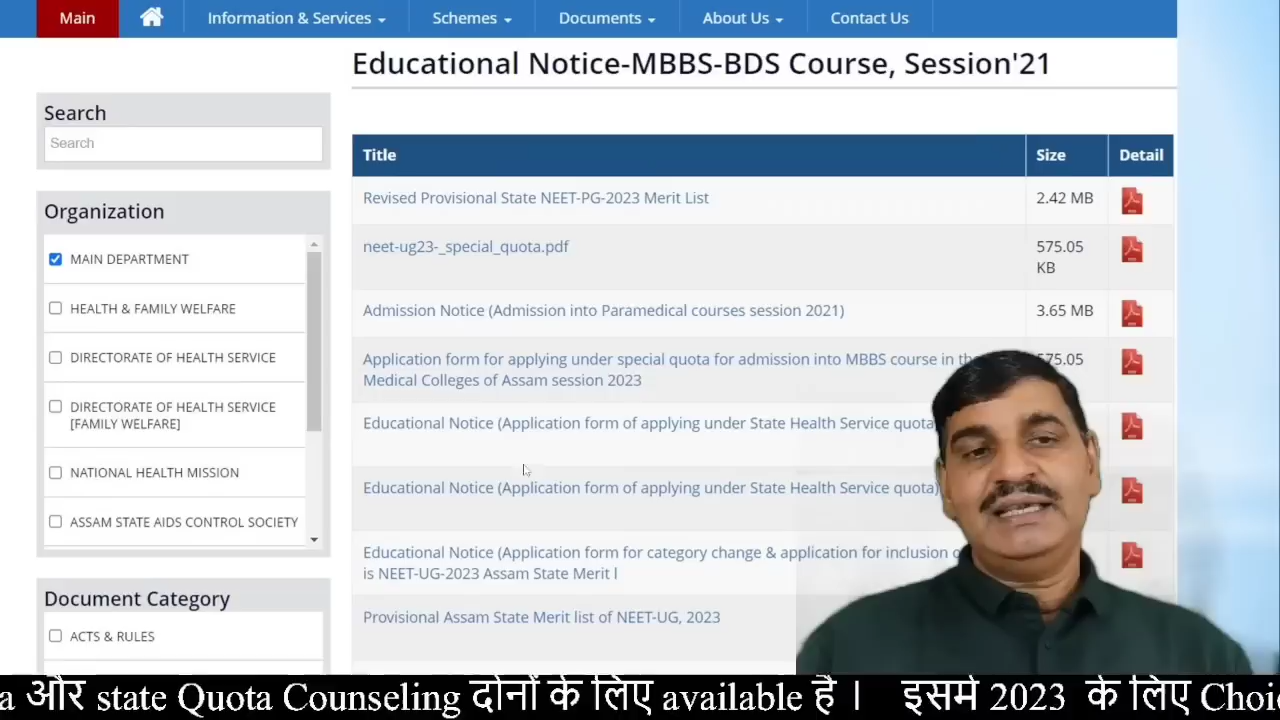 Main
Information & Services
Schemes
Documents
About Us
Contact Us
Educational Notice-MBBS-BDS Course, Session'21
Search
Search
Organization
MAIN DEPARTMENT
HEALTH & FAMILY WELFARE
DIRECTORATE OF HEALTH SERVICE
DIRECTORATE OF HEALTH SERVICE
[FAMILY WELFARE]
NATIONAL HEALTH MISSION
ASSAM STATE AIDS CONTROL SOCIETY
Document Category
ACTS & RULES
Title Size Detail
Revised Provisional State NEET-PG-2023 Merit List 2.42 MB
neet-ug23-_special_quota.pdf 575.05
KB
Admission Notice (Admission into Paramedical courses session 2021) 3.65 MB
Application form for applying under special quota for admission into MBBS course in 575.05
Medical Colleges of Assam session 2023
Educational Notice (Application form of applying under State Health Service quota
Educational Notice (Application form of applying under State Health Service quota)
Educational Notice (Application form for category change & application for inclusion
is NEET-UG-2023 Assam State Merit l
Provisional Assam State Merit list of NEET-UG, 2023
और state Quota Counseling दोनों के लिए available है । इसमें 2023 के लिए